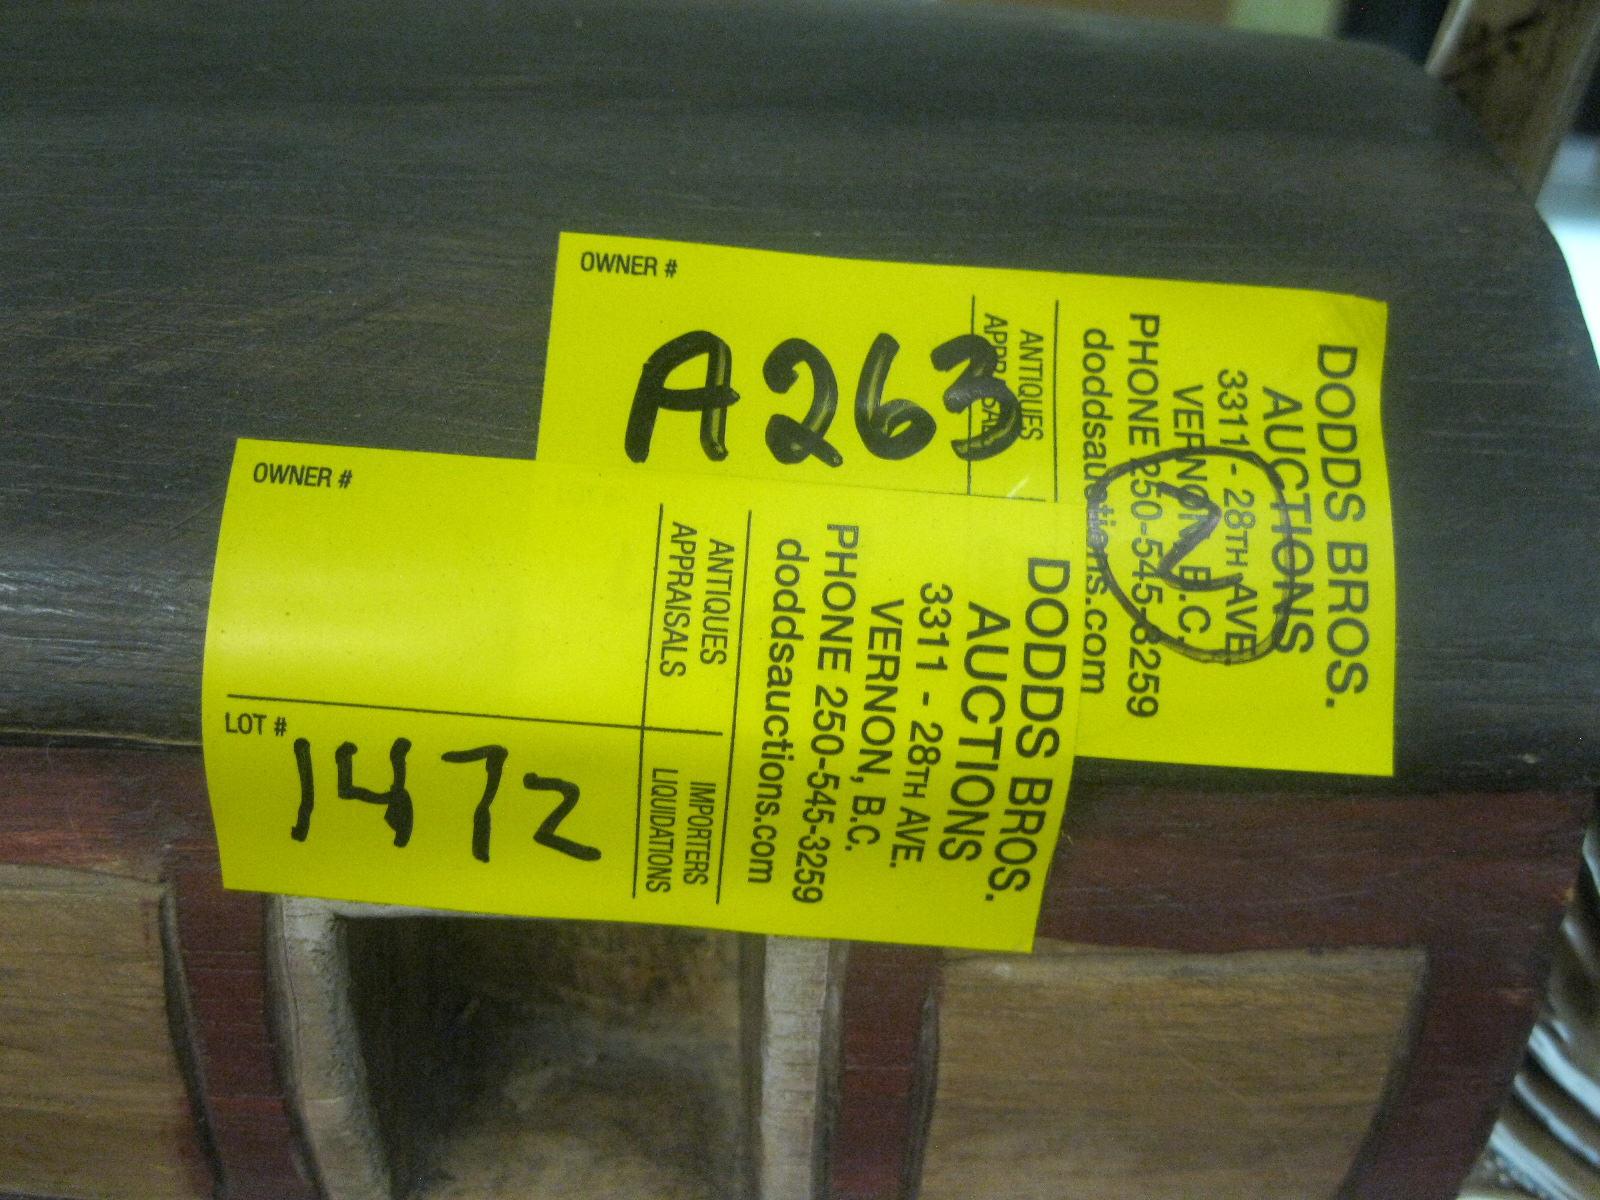 OWNER #
A263
ANTIQUES
APPRAISALS
DODDS BROS.
AUCTIONS
3311 - 28TH AVE.
VERNON, B.C.
PHONE 250-545-3259
doddsauctions.com
2
OWNER #
LOT #
1472
ANTIQUES
APPRAISALS
IMPORTERS
LIQUIDATIONS
DODDS BROS.
AUCTIONS
3311 - 28TH AVE.
VERNON, B.C.
PHONE 250-545-3259
doddsauctions.com